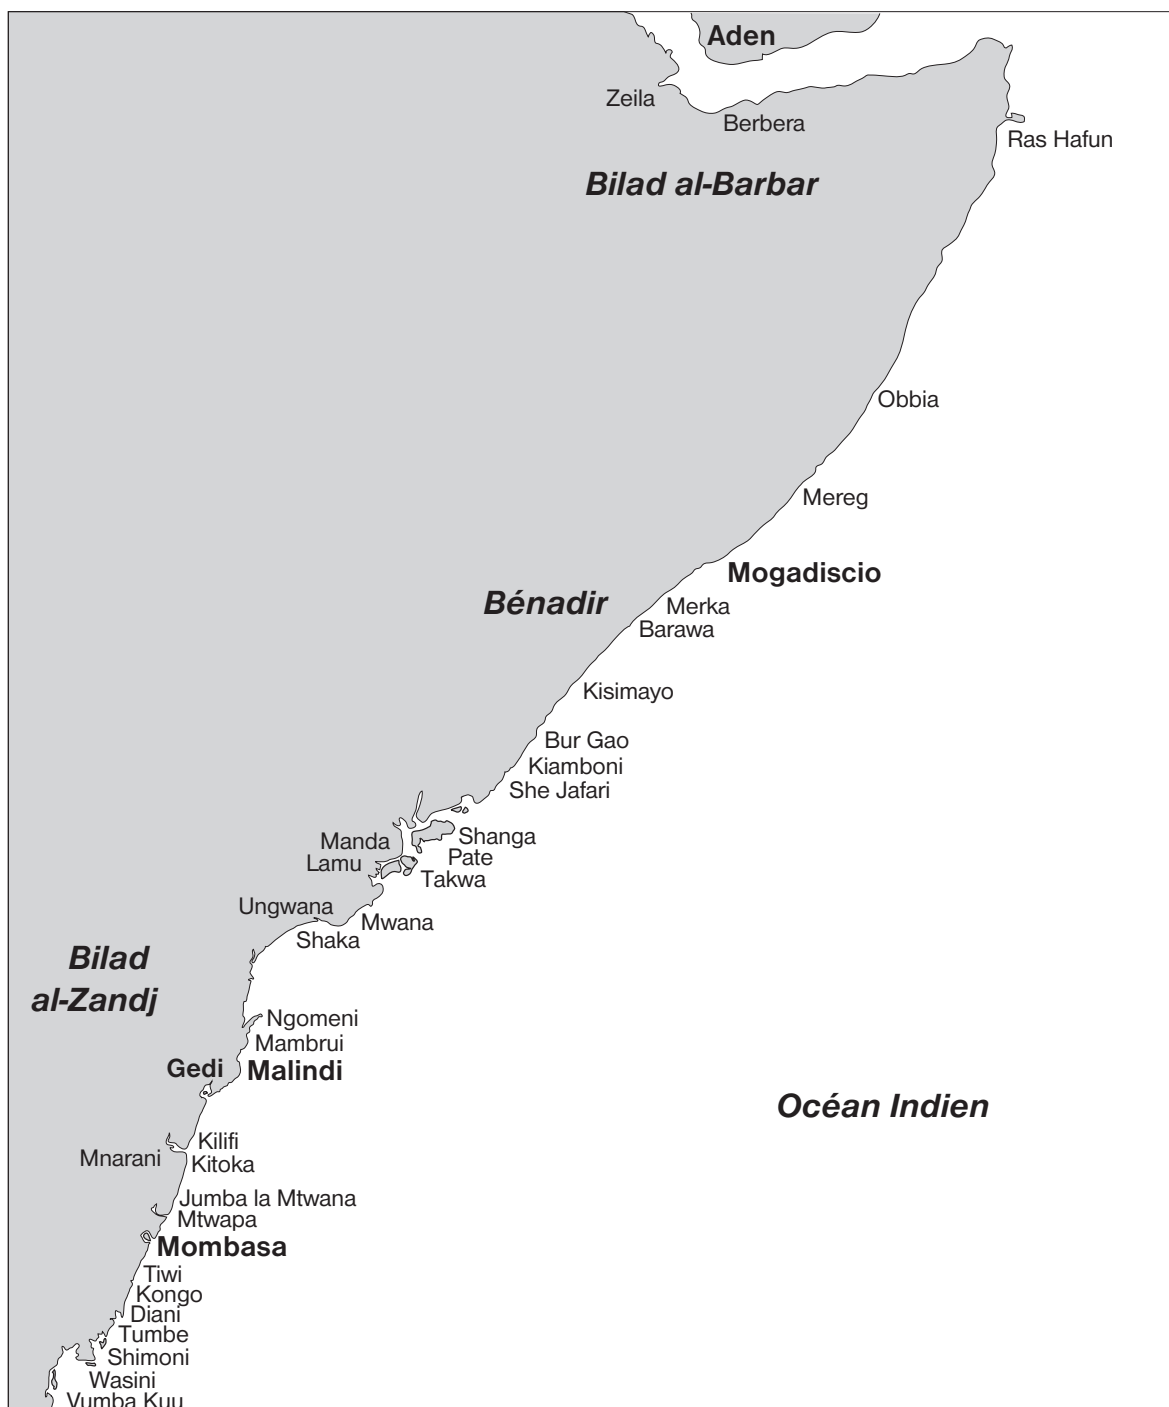 Aden
Zeila
Berbera
Ras Hafun
Bilad al-Barbar
Obbia
Mereg
Mogadiscio
Bénadir
Merka
Barawa
Kisimayo
Bur Gao
Kiamboni
She Jafari
Manda
Shanga
Lamu
Pate
Takwa
Ungwana
Mwana
Shaka
Bilad
al-Zandj
Ngomeni
Mambrui
Gedi
Malindi
Océan Indien
Kilifi
Mnarani
Kitoka
Jumba la Mtwana
Mtwapa
Mombasa
Tiwi
Kongo
Diani
Tumbe
Shimoni
Wasini
Vumba Kuu